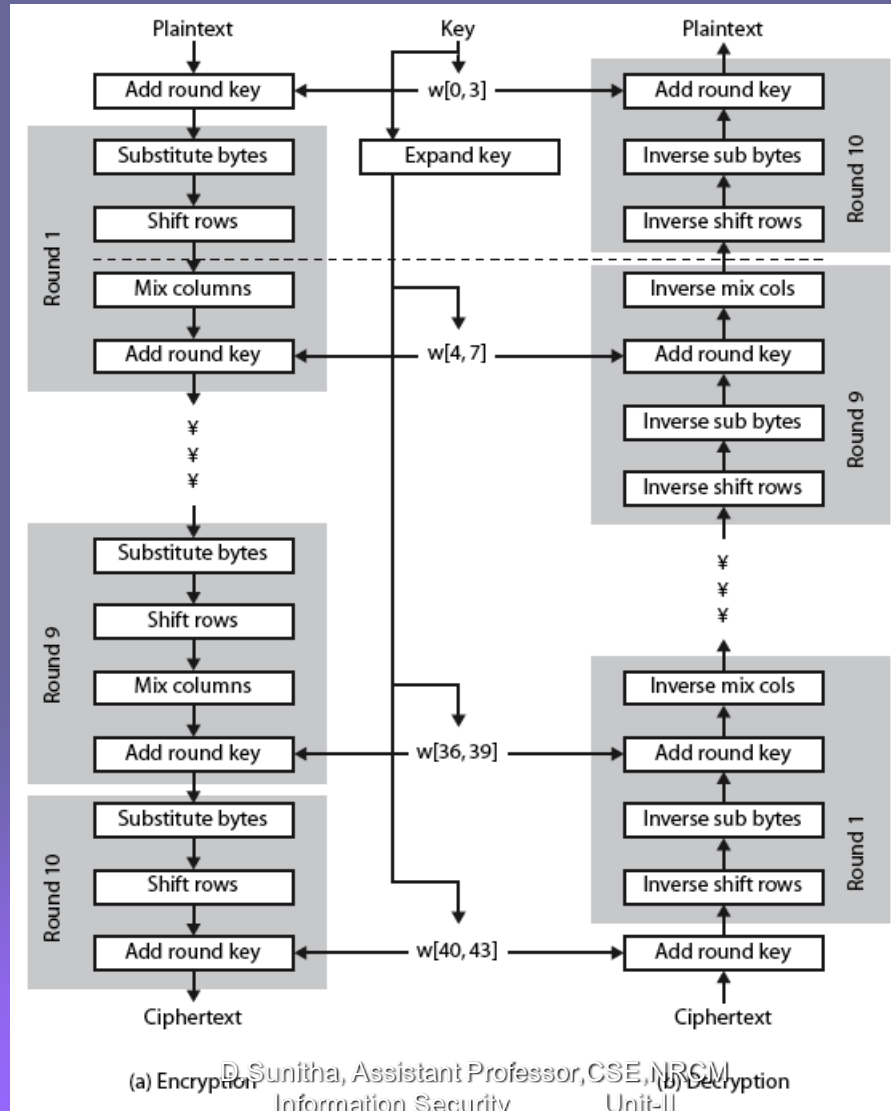 Plaintext
Key
Plaintext
Add round key
w[0, 3]
Add round key
Substitute bytes
Expand key
Inverse sub bytes
Round 10
Shift rows
Inverse shift rows
Round 1
Mix columns
Inverse mix cols
Add round key
w[4, 7]
Add round key
¥
Inverse sub bytes
Round 9
¥
¥
Inverse shift rows
Substitute bytes
¥
Shift rows
¥
¥
Round 9
Mix columns
Inverse mix cols
Add round key
w[36, 39]
Add round key
Substitute bytes
Inverse sub bytes
Round 1
Round 10
Shift rows
Inverse shift rows
Add round key
w[40, 43]
Add round key
Ciphertext
Ciphertext
(a) Encryption
(b) Decryption
D Sunitha, Assistant Professor,CSE,NRCM
Information Security Unit-II